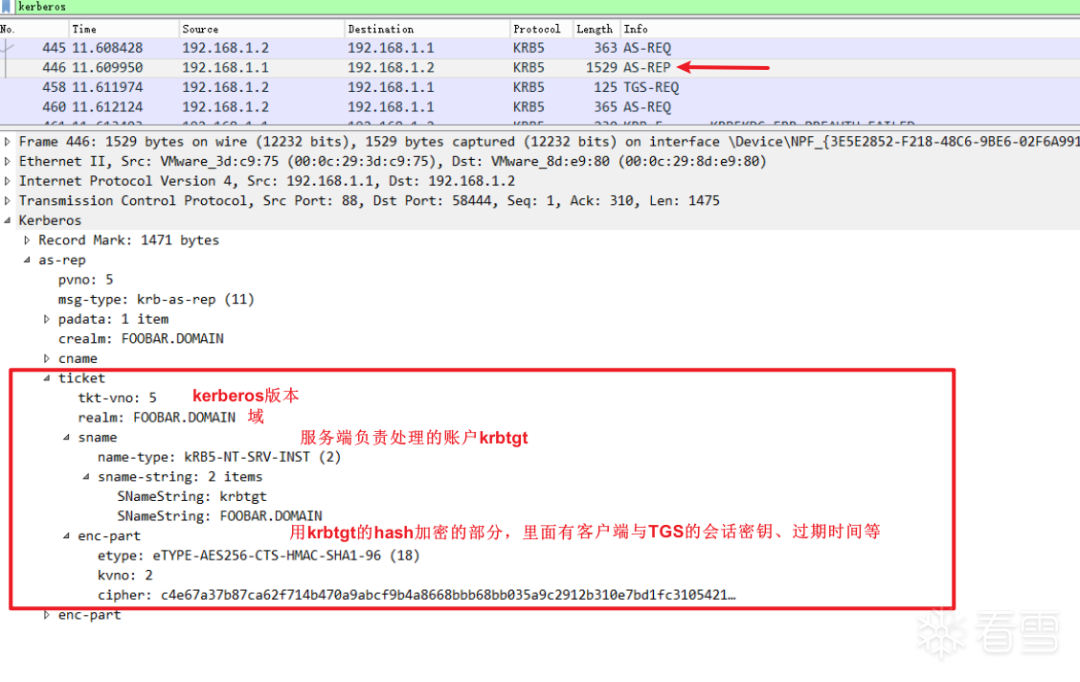 kerberos
No. Time Source Destination Protocol Length Info
445 11.608428 192.168.1.2 192.168.1.1 KRB5 363 AS-REQ
446 11.609950 192.168.1.1 192.168.1.2 KRB5 1529 AS-REP
458 11.611974 192.168.1.2 192.168.1.1 KRB5 125 TGS-REQ
460 11.612124 192.168.1.2 192.168.1.1 KRB5 365 AS-REQ
Frame 446: 1529 bytes on wire (12232 bits), 1529 bytes captured (12232 bits) on interface \Device\NPF_{3E5E2852-F218-48C6-9BE6-02F6A991
Ethernet II, Src: VMware_3d:c9:75 (00:0c:29:3d:c9:75), Dst: VMware_8d:e9:80 (00:0c:29:8d:e9:80)
Internet Protocol Version 4, Src: 192.168.1.1, Dst: 192.168.1.2
Transmission Control Protocol, Src Port: 88, Dst Port: 58444, Seq: 1, Ack: 310, Len: 1475
Kerberos
Record Mark: 1471 bytes
as-rep
pvno: 5
msg-type: krb-as-rep (11)
padata: 1 item
crealm: FOOBAR.DOMAIN
cname
ticket
tkt-vno: 5 kerberos版本
realm: FOOBAR.DOMAIN 域
sname 服务端负责处理的账户krbtgt
name-type: kRB5-NT-SRV-INST (2)
sname-string: 2 items
SNameString: krbtgt
SNameString: FOOBAR.DOMAIN
用krbtgt的hash加密的部分，里面有客户端与TGS的会话密钥、过期时间等
enc-part
etype: eTYPE-AES256-CTS-HMAC-SHA1-96 (18)
kvno: 2
cipher: c4e67a37b87ca62f714b470a9abcf9b4a8668bbb68bb035a9c2912b310e7bd1fc3105421…
enc-part
看雪